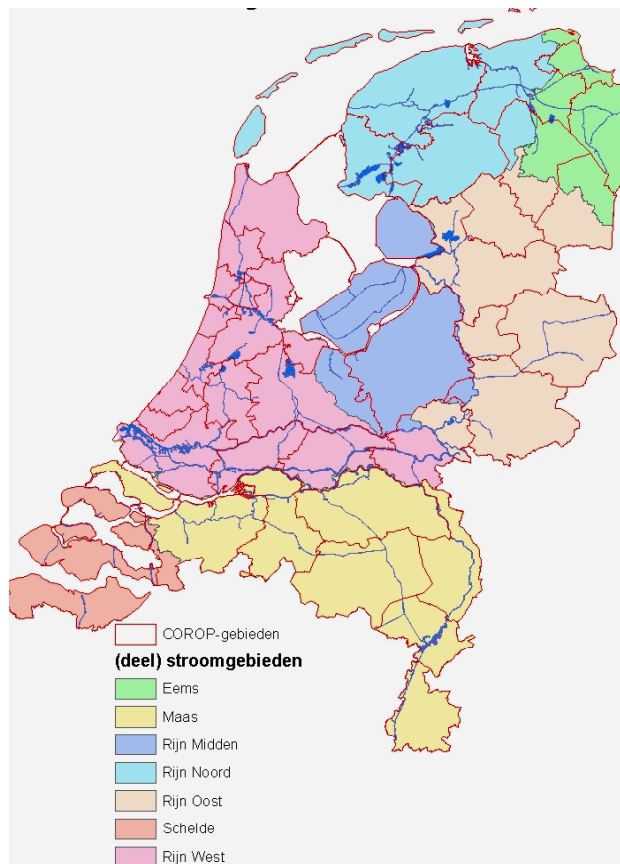 COROP-gebieden
(deel) stroomgebieden
Eems
Maas
Rijn Midden
Rijn Noord
Rijn Oost
Schelde
Rijn West